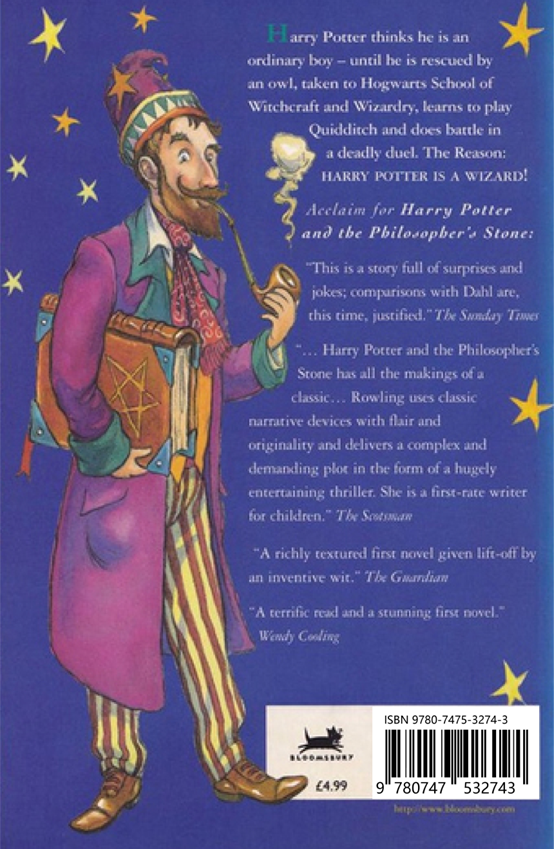 Harry Potter thinks he is an
ordinary boy – until he is rescued by
an owl, taken to Hogwarts School of
Witchcraft and Wizardry, learns to play
Quidditch and does battle in
a deadly duel. The Reason:
HARRY POTTER IS A WIZARD!
Acclaim for Harry Potter
and the Philosopher's Stone:
"This is a story full of surprises and
jokes; comparisons with Dahl are,
this time, justified." The Sunday Times
"... Harry Potter and the Philosopher's
Stone has all the makings of a
classic... Rowling uses classic
narrative devices with flair and
originality and delivers a complex and
demanding plot in the form of a hugely
entertaining thriller. She is a first-rate writer
for children." The Scotsman
"A richly textured first novel given lift-off by
an inventive wit." The Guardian
"A terrific read and a stunning first novel."
Wendy Cooling
BLOOMSBURY
£4.99
ISBN 9780-7475-3274-3
9 780747 532743
http://www.bloomsbury.com